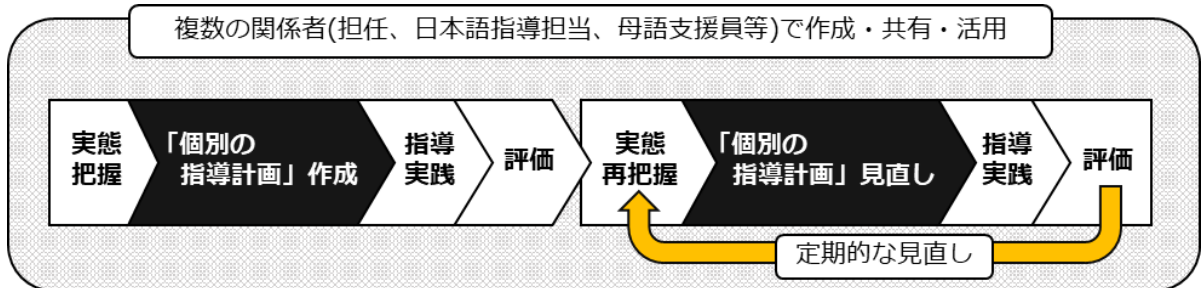 複数の関係者(担任、日本語指導担当、母語支援員等)で作成・共有・活用
実態
把握
「個別の
指導計画」作成
指導
実践
評価
実態
再把握
「個別の
指導計画」見直し
指導
実践
評価
定期的な見直し